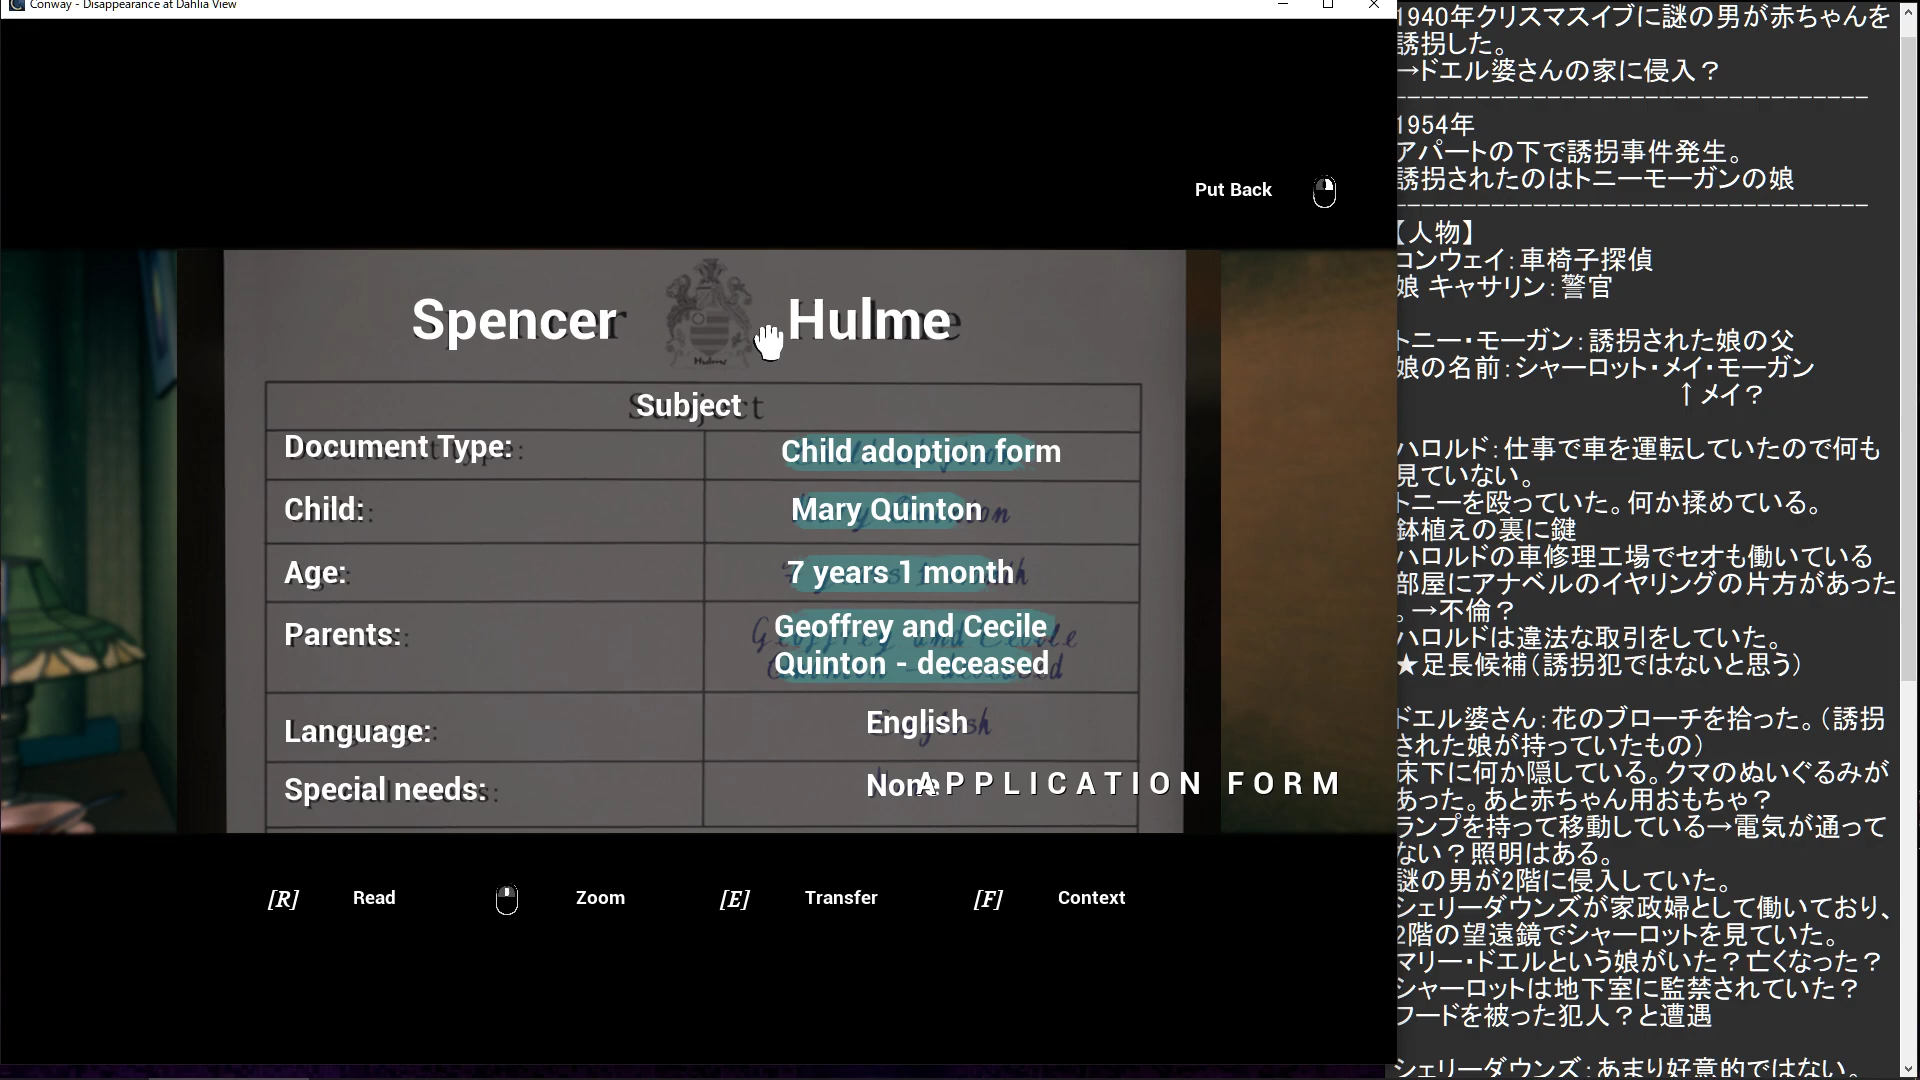 Conway - Disappearance at Dahlia View
Put Back
Spencer Hulme
Hulme
Subject
Document Type: Child adoption form
Child: Mary Quinton
Age: 7 years 1 month
Parents: Geoffrey and Cecile
Quinton - deceased
Language: English
Special needs: None
APPLICATION FORM
[R] Read Zoom [E] Transfer [F] Context
1940年クリスマスイブに謎の男が赤ちゃんを
誘拐した。
→ドエル婆さんの家に侵入？
-----------------------------------
1954年
アパートの下で誘拐事件発生。
誘拐されたのはトニーモーガンの娘
-----------------------------------
【人物】
コンウェイ：車椅子探偵
娘 キャサリン：警官
トニー・モーガン：誘拐された娘の父
娘の名前：シャーロット・メイ・モーガン
↑メイ？
ハロルド：仕事で車を運転していたので何も
見ていない。
トニーを殴っていた。何か揉めている。
鉢植えの裏に鍵
ハロルドの車修理工場でセオも働いている
部屋にアナベルのイヤリングの片方があった
。→不倫？
ハロルドは違法な取引をしていた。
★足長候補（誘拐犯ではないと思う）
ドエル婆さん：花のブローチを拾った。（誘拐
された娘が持っていたもの）
床下に何か隠している。クマのぬいぐるみが
あった。あと赤ちゃん用おもちゃ？
ランプを持って移動している→電気が通って
ない？照明はある。
謎の男が2階に侵入していた。
シェリーダウンズが家政婦として働いており、
2階の望遠鏡でシャーロットを見ていた。
マリー・ドエルという娘がいた？亡くなった？
シャーロットは地下室に監禁されていた？
フードを被った犯人？と遭遇
シェリーダウンズ：あまり好意的ではない。